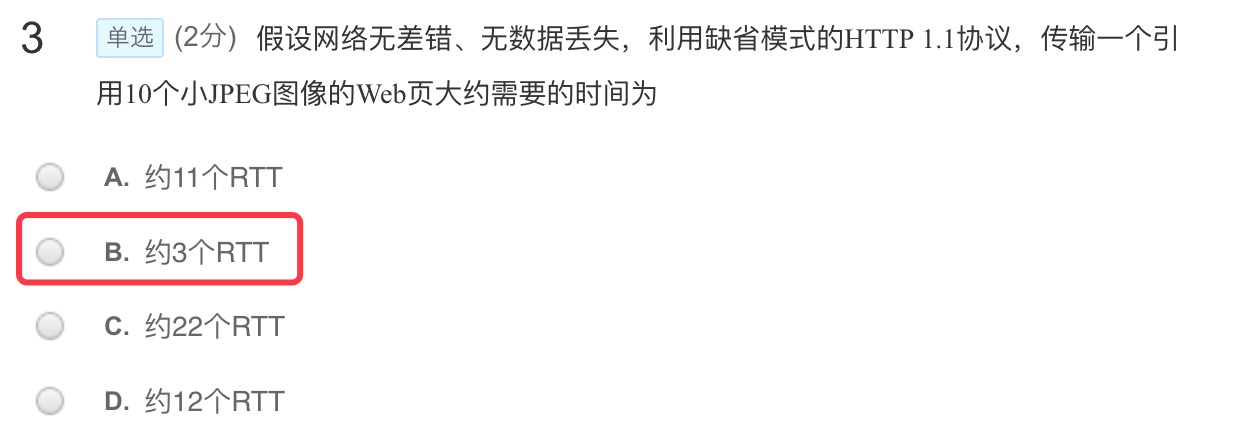 3 单选 (2分) 假设网络无差错、无数据丢失，利用缺省模式的HTTP 1.1协议，传输一个引
用10个小JPEG图像的Web页大约需要的时间为
A. 约11个RTT
B. 约3个RTT
C. 约22个RTT
D. 约12个RTT